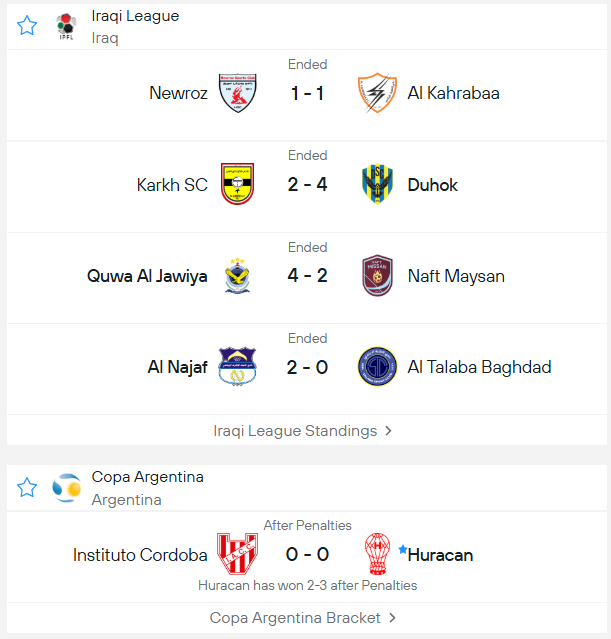 Iraqi League
Iraq
IPFL
Ended
Newroz 1 - 1 Al Kahrabaa
Ended
Karkh SC 2 - 4 Duhok
Ended
Quwa Al Jawiya 4 - 2 Naft Maysan
Ended
Al Najaf 2 - 0 Al Talaba Baghdad
Iraqi League Standings
Copa Argentina
Argentina
After Penalties
Instituto Cordoba 0 - 0 Huracan
Huracan has won 2-3 after Penalties
Copa Argentina Bracket